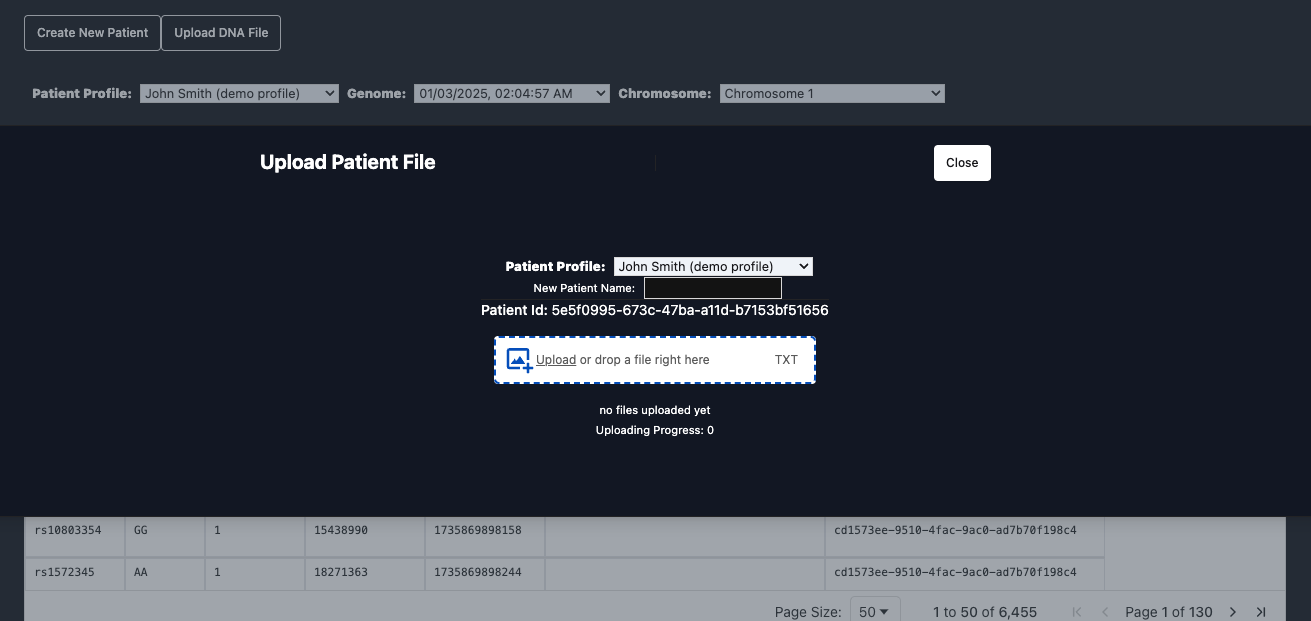 Create New Patient Upload DNA File
Patient Profile: John Smith (demo profile) Genome: 01/03/2025, 02:04:57 AM Chromosome: Chromosome 1
Upload Patient File Close
Patient Profile: John Smith (demo profile)
New Patient Name:
Patient Id: 5e5f0995-673c-47ba-a11d-b7153bf51656
Upload or drop a file right here TXT
no files uploaded yet
Uploading Progress: 0
rs10803354 GG 1 15438990 1735869898158 cd1573ee-9510-4fac-9ac0-ad7b70f198c4
rs1572345 AA 1 18271363 1735869898244 cd1573ee-9510-4fac-9ac0-ad7b70f198c4
Page Size: 50 1 to 50 of 6,455 Page 1 of 130